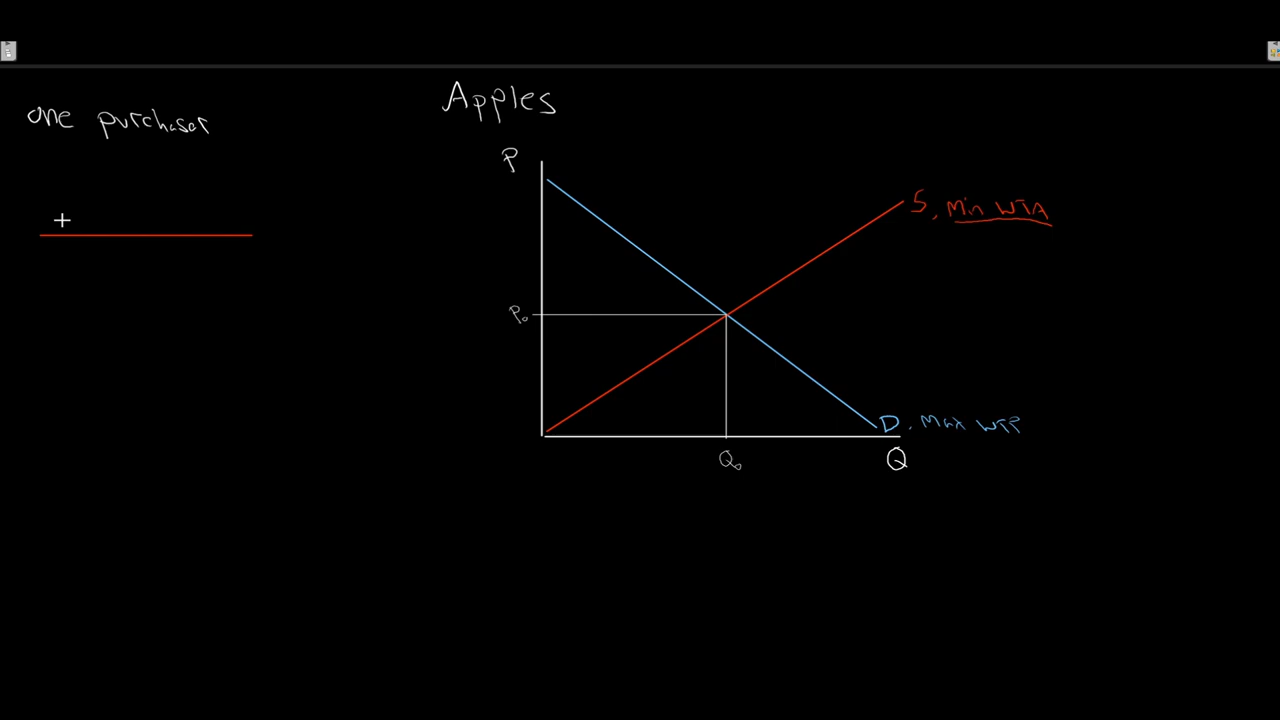 one purchaser
Apples
P
S, Min WTA
P₀
D, Max WTP
Q₀
Q